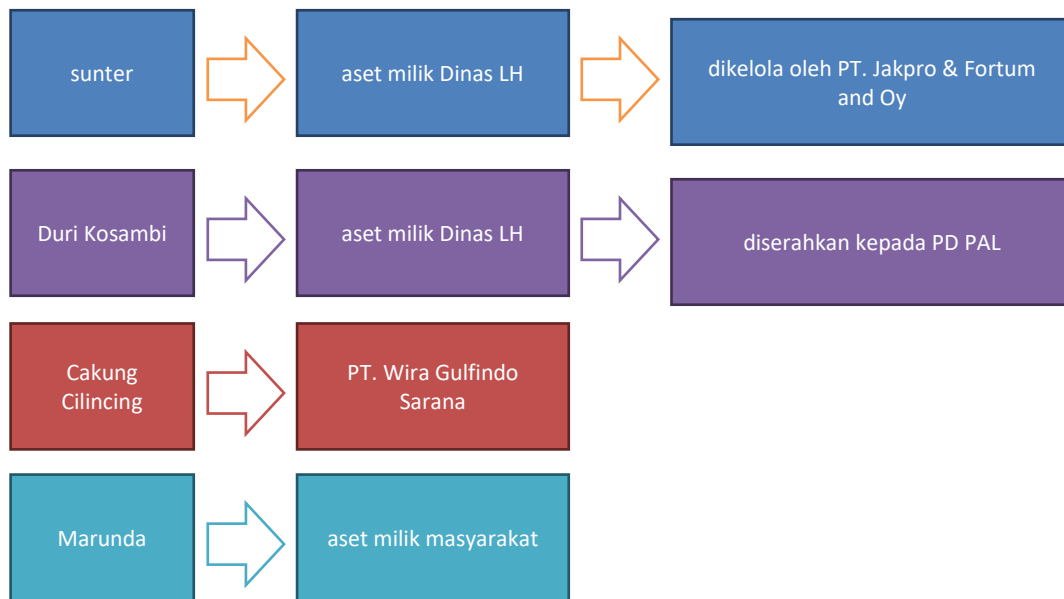 sunter
aset milik Dinas LH
dikelola oleh PT. Jakpro & Fortum
and Oy
Duri Kosambi
aset milik Dinas LH
diserahkan kepada PD PAL
Cakung
Cilincing
PT. Wira Gulfindo
Sarana
Marunda
aset milik masyarakat